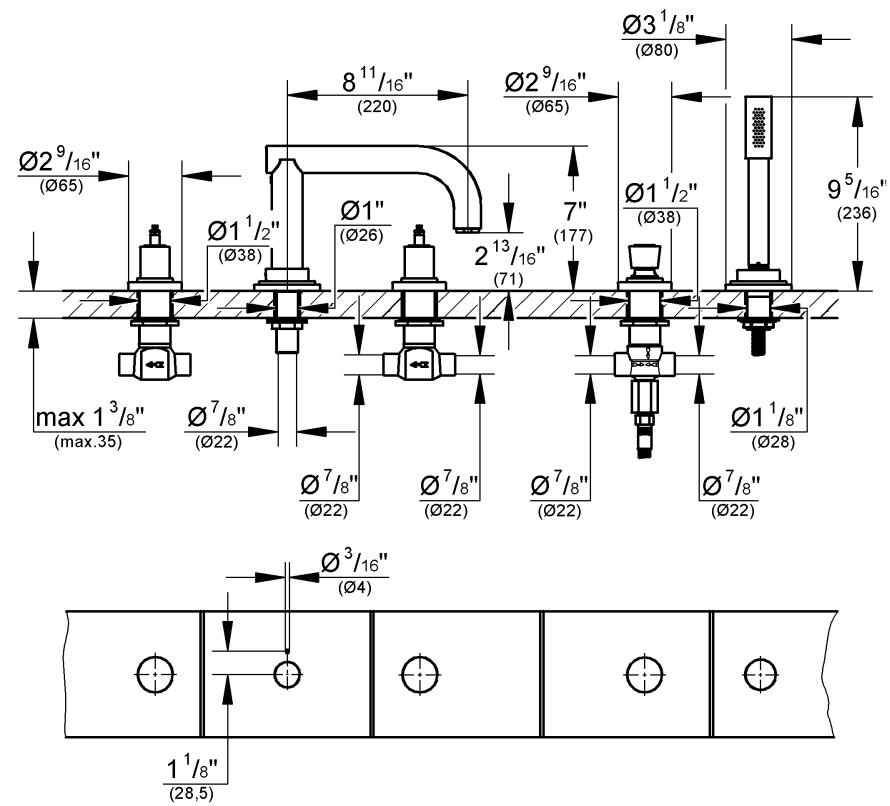 Ø3 1/8"
(Ø80)
8 11/16"
(220)
Ø2 9/16"
(Ø65)
Ø2 9/16"
(Ø65)
Ø1 1/2"
(Ø38)
Ø1"
(Ø26)
7"
(177)
2 13/16"
(71)
Ø1 1/2"
(Ø38)
9 5/16"
(236)
max 1 3/8"
(max.35)
Ø 7/8"
(Ø22)
Ø1 1/8"
(Ø28)
Ø 7/8"
(Ø22)
Ø 7/8"
(Ø22)
Ø 7/8"
(Ø22)
Ø 7/8"
(Ø22)
Ø 3/16"
(Ø4)
1 1/8"
(28,5)